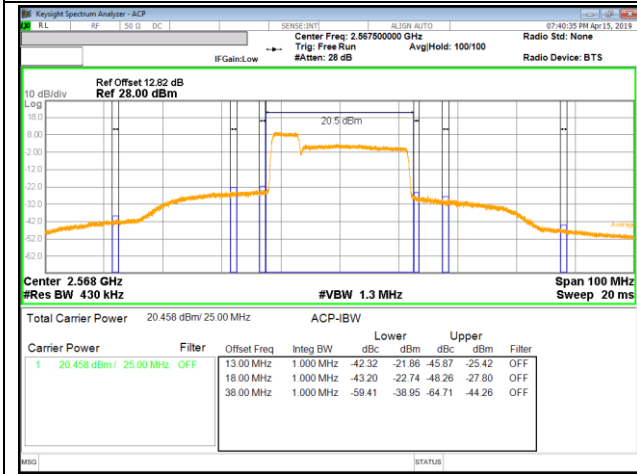 Keysight Spectrum Analyzer - ACP
RL RF 50 Ω DC SENSE:INT ALIGN AUTO 07:40:35 PM Apr 15, 2019
Center Freq: 2.567500000 GHz Radio Std: None
Trig: Free Run Avg|Hold: 100/100
IFGain:Low #Atten: 28 dB Radio Device: BTS
Ref Offset 12.82 dB
10 dB/div Ref 28.00 dBm
Log
18.0
20.5 dBm
8.00
-2.00
-12.0
-22.0
-32.0
-42.0
Average
-52.0
-62.0
Center 2.568 GHz Span 100 MHz
#Res BW 430 kHz #VBW 1.3 MHz Sweep 20 ms
Total Carrier Power 20.458 dBm/ 25.00 MHz ACP-IBW
Lower Upper
Carrier Power Filter Offset Freq Integ BW dBc dBm dBc dBm Filter
1 20.458 dBm / 25.00 MHz OFF 13.00 MHz 1.000 MHz -42.32 -21.86 -45.87 -25.42 OFF
18.00 MHz 1.000 MHz -43.20 -22.74 -48.26 -27.80 OFF
38.00 MHz 1.000 MHz -59.41 -38.95 -64.71 -44.26 OFF
MSG STATUS